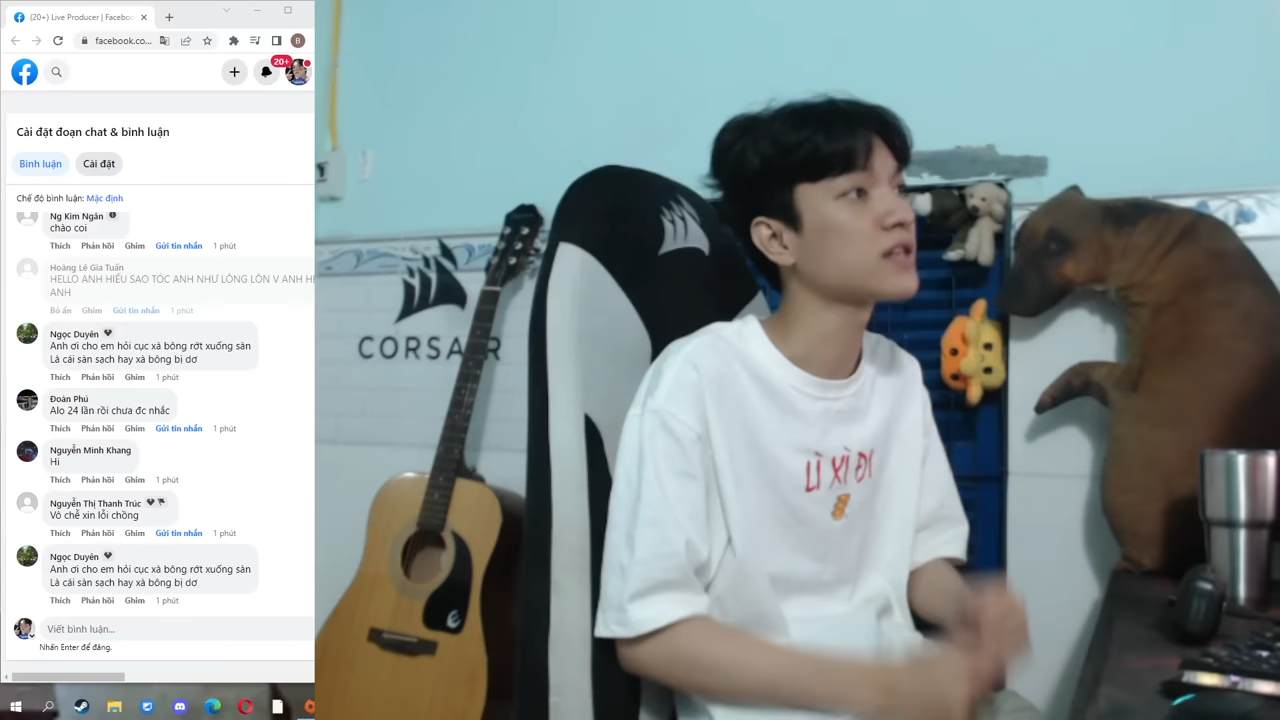 (20+) Live Producer | Facebo
facebook.co...
B
20+
Cài đặt đoạn chat & bình luận
Bình luận
Cài đặt
Chế độ bình luận: Mặc định
Ng Kim Ngân
chào coi
Thích Phản hồi Ghim Gửi tin nhắn 1 phút
Hoàng Lê Gia Tuấn
HELLO ANH HIẾU SAO TÓC ANH NHƯ LÔNG LÒN V ANH HI
ANH
Bỏ ẩn Ghim Gửi tin nhắn 1 phút
Ngọc Duyên
Anh ơi cho em hỏi cục xà bông rớt xuống sàn
Là cái sàn sạch hay xà bông bị dơ
Thích Phản hồi Ghim 1 phút
Đoàn Phú
Alo 24 lần rồi chưa đc nhắc
Thích Phản hồi Ghim Gửi tin nhắn 1 phút
Nguyễn Minh Khang
Hi
Thích Phản hồi Ghim 1 phút
Nguyễn Thị Thanh Trúc
Vô chễ xin lỗi chồng
Thích Phản hồi Ghim Gửi tin nhắn 1 phút
Ngọc Duyên
Anh ơi cho em hỏi cục xà bông rớt xuống sàn
Là cái sàn sạch hay xà bông bị dơ
Thích Phản hồi Ghim 1 phút
Viết bình luận...
Nhấn Enter để đăng.
CORSAIR
LÌ XÌ ĐI